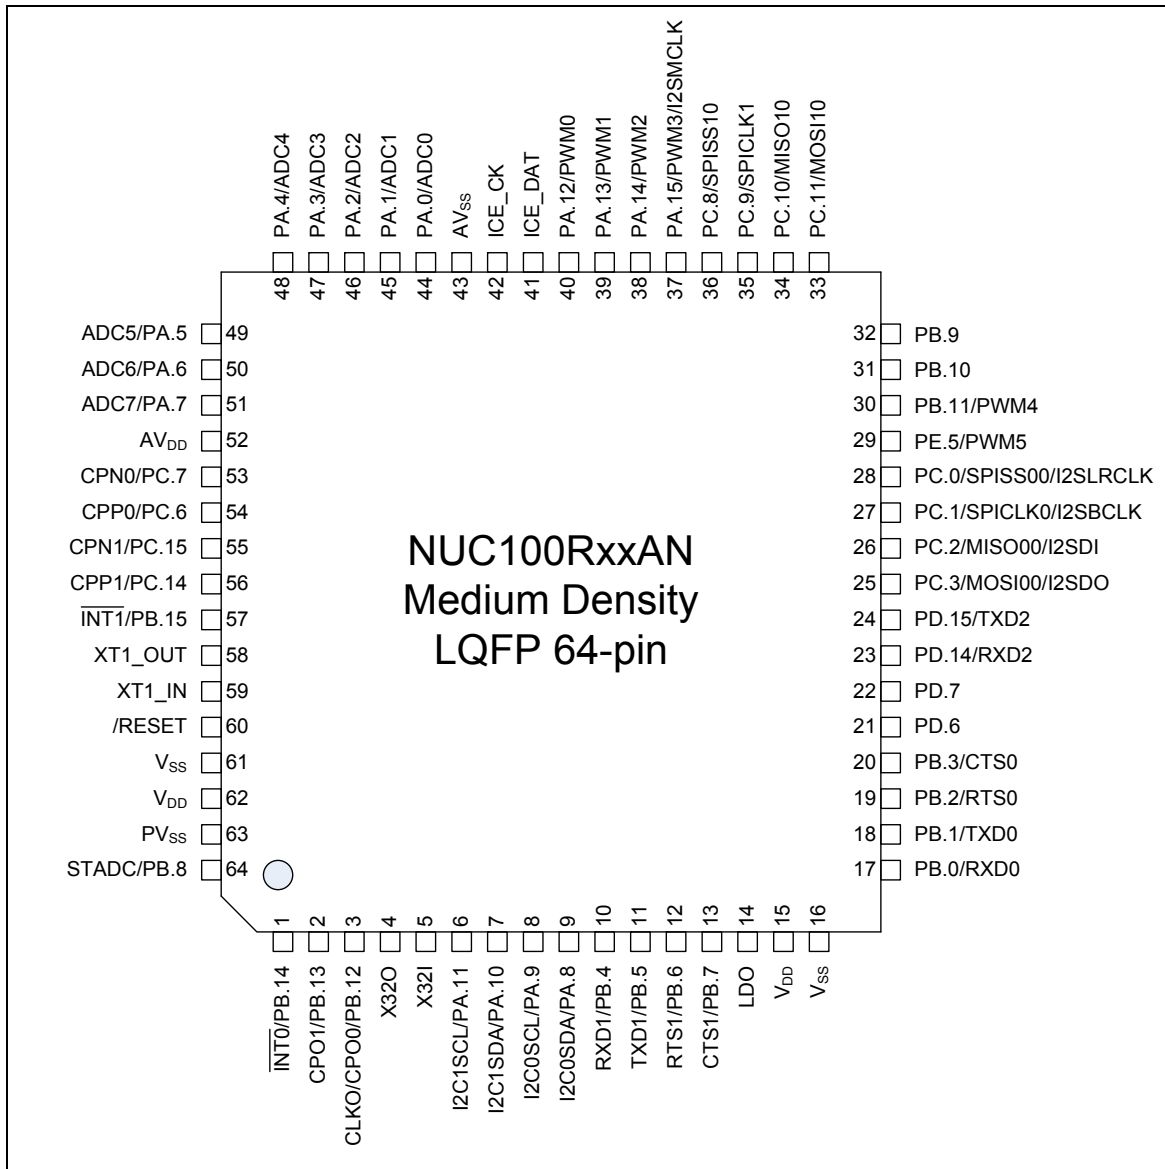 PA.4/ADC4
PA.3/ADC3
PA.2/ADC2
PA.1/ADC1
PA.0/ADC0
AVSS
ICE_CK
ICE_DAT
PA.12/PWM0
PA.13/PWM1
PA.14/PWM2
PA.15/PWM3/I2SMCLK
PC.8/SPISS10
PC.9/SPICLK1
PC.10/MISO10
PC.11/MOSI10
48
47
46
45
44
43
42
41
40
39
38
37
36
35
34
33
ADC5/PA.5 49
ADC6/PA.6 50
ADC7/PA.7 51
AVDD 52
CPN0/PC.7 53
CPP0/PC.6 54
CPN1/PC.15 55
CPP1/PC.14 56
INT1/PB.15 57
XT1_OUT 58
XT1_IN 59
/RESET 60
VSS 61
VDD 62
PVSS 63
STADC/PB.8 64
NUC100RxxAN
Medium Density
LQFP 64-pin
32 PB.9
31 PB.10
30 PB.11/PWM4
29 PE.5/PWM5
28 PC.0/SPISS00/I2SLRCLK
27 PC.1/SPICLK0/I2SBCLK
26 PC.2/MISO00/I2SDI
25 PC.3/MOSI00/I2SDO
24 PD.15/TXD2
23 PD.14/RXD2
22 PD.7
21 PD.6
20 PB.3/CTS0
19 PB.2/RTS0
18 PB.1/TXD0
17 PB.0/RXD0
1
2
3
4
5
6
7
8
9
10
11
12
13
14
15
16
INT0/PB.14
CPO1/PB.13
CLKO/CPO0/PB.12
X32O
X32I
I2C1SCL/PA.11
I2C1SDA/PA.10
I2C0SCL/PA.9
I2C0SDA/PA.8
RXD1/PB.4
TXD1/PB.5
RTS1/PB.6
CTS1/PB.7
LDO
VDD
VSS